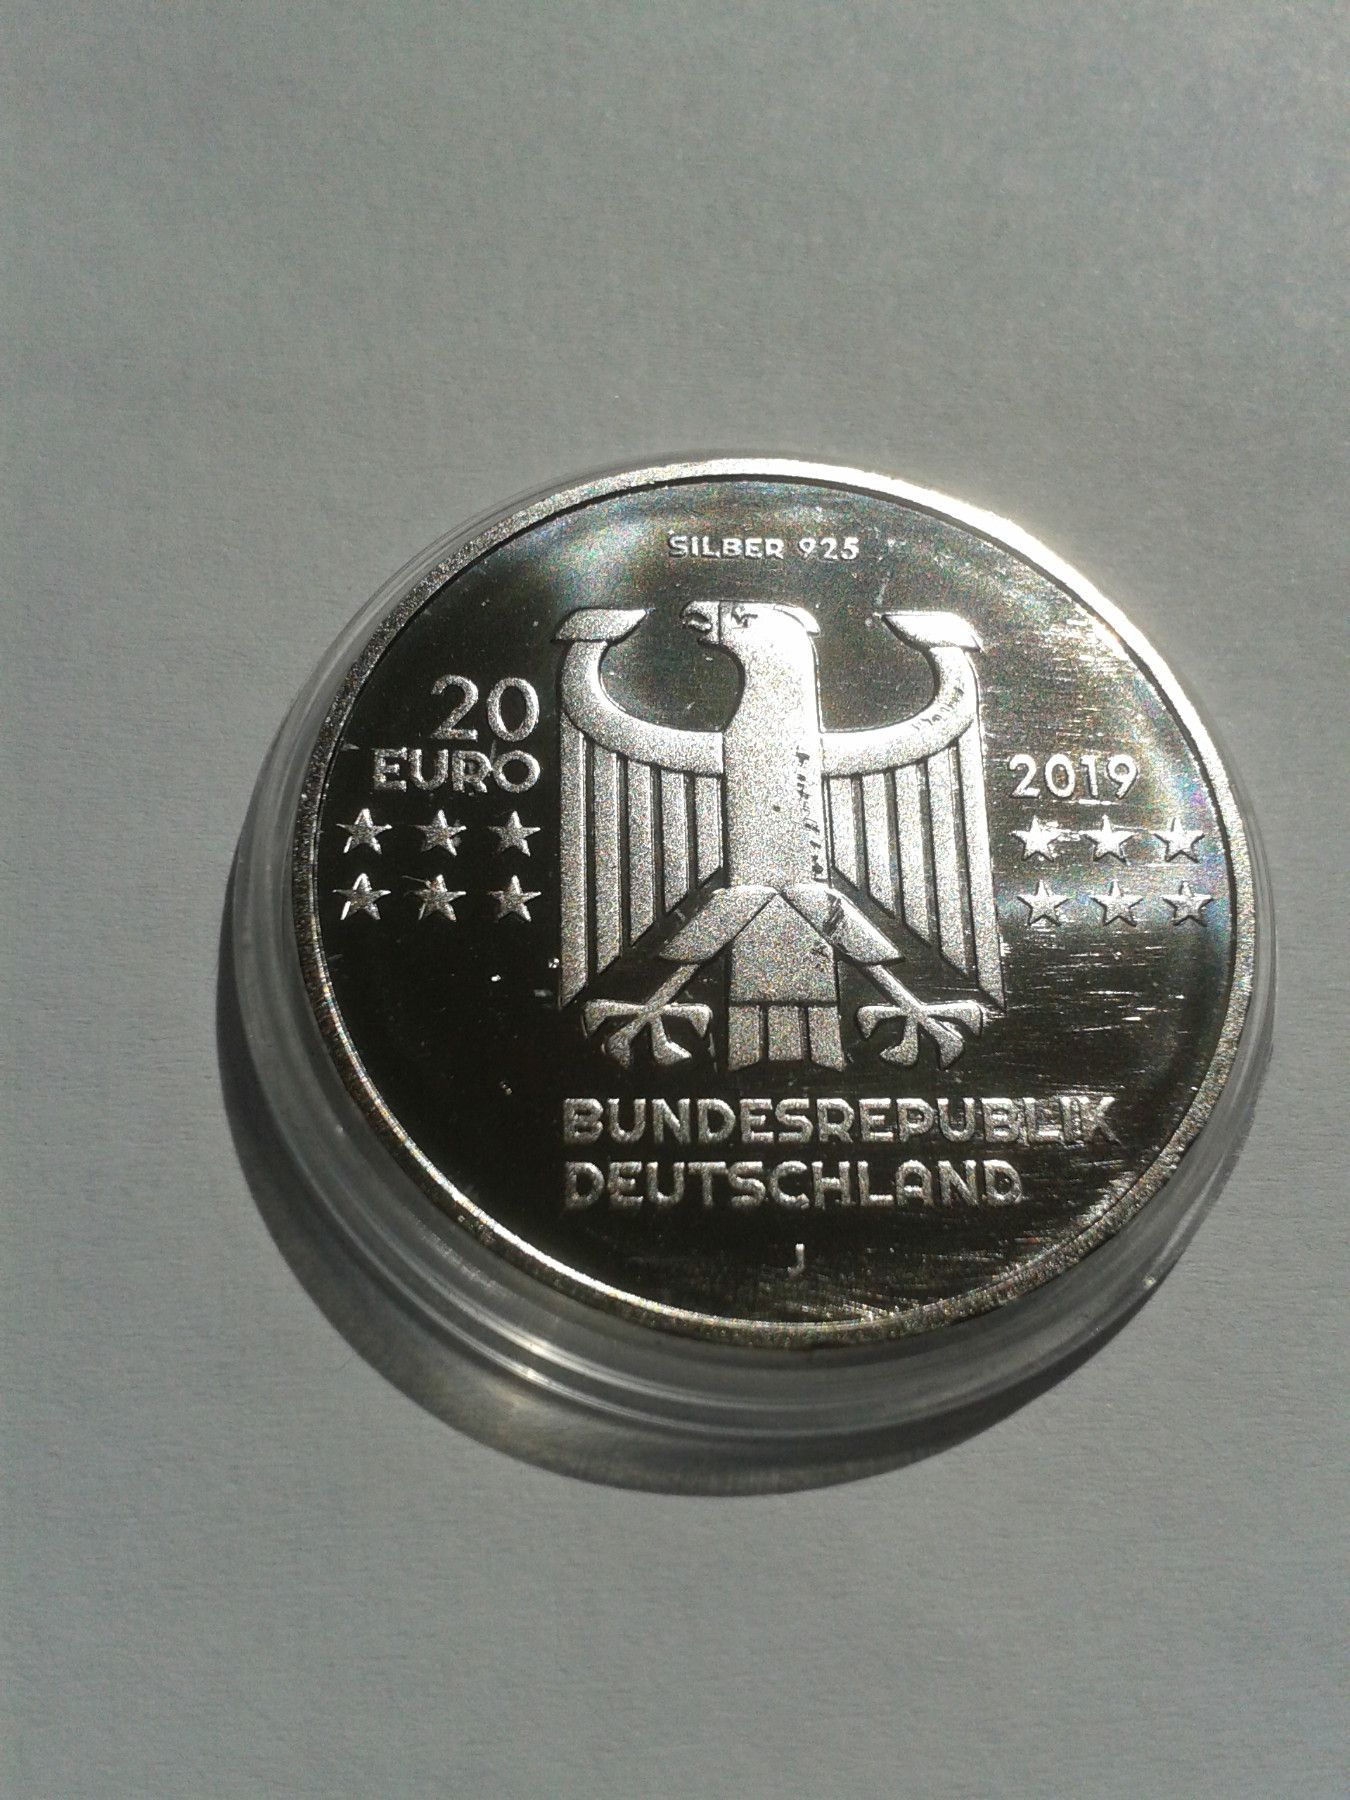 SILBER 925
20
EURO
2019
BUNDESREPUBLIK
DEUTSCHLAND
J